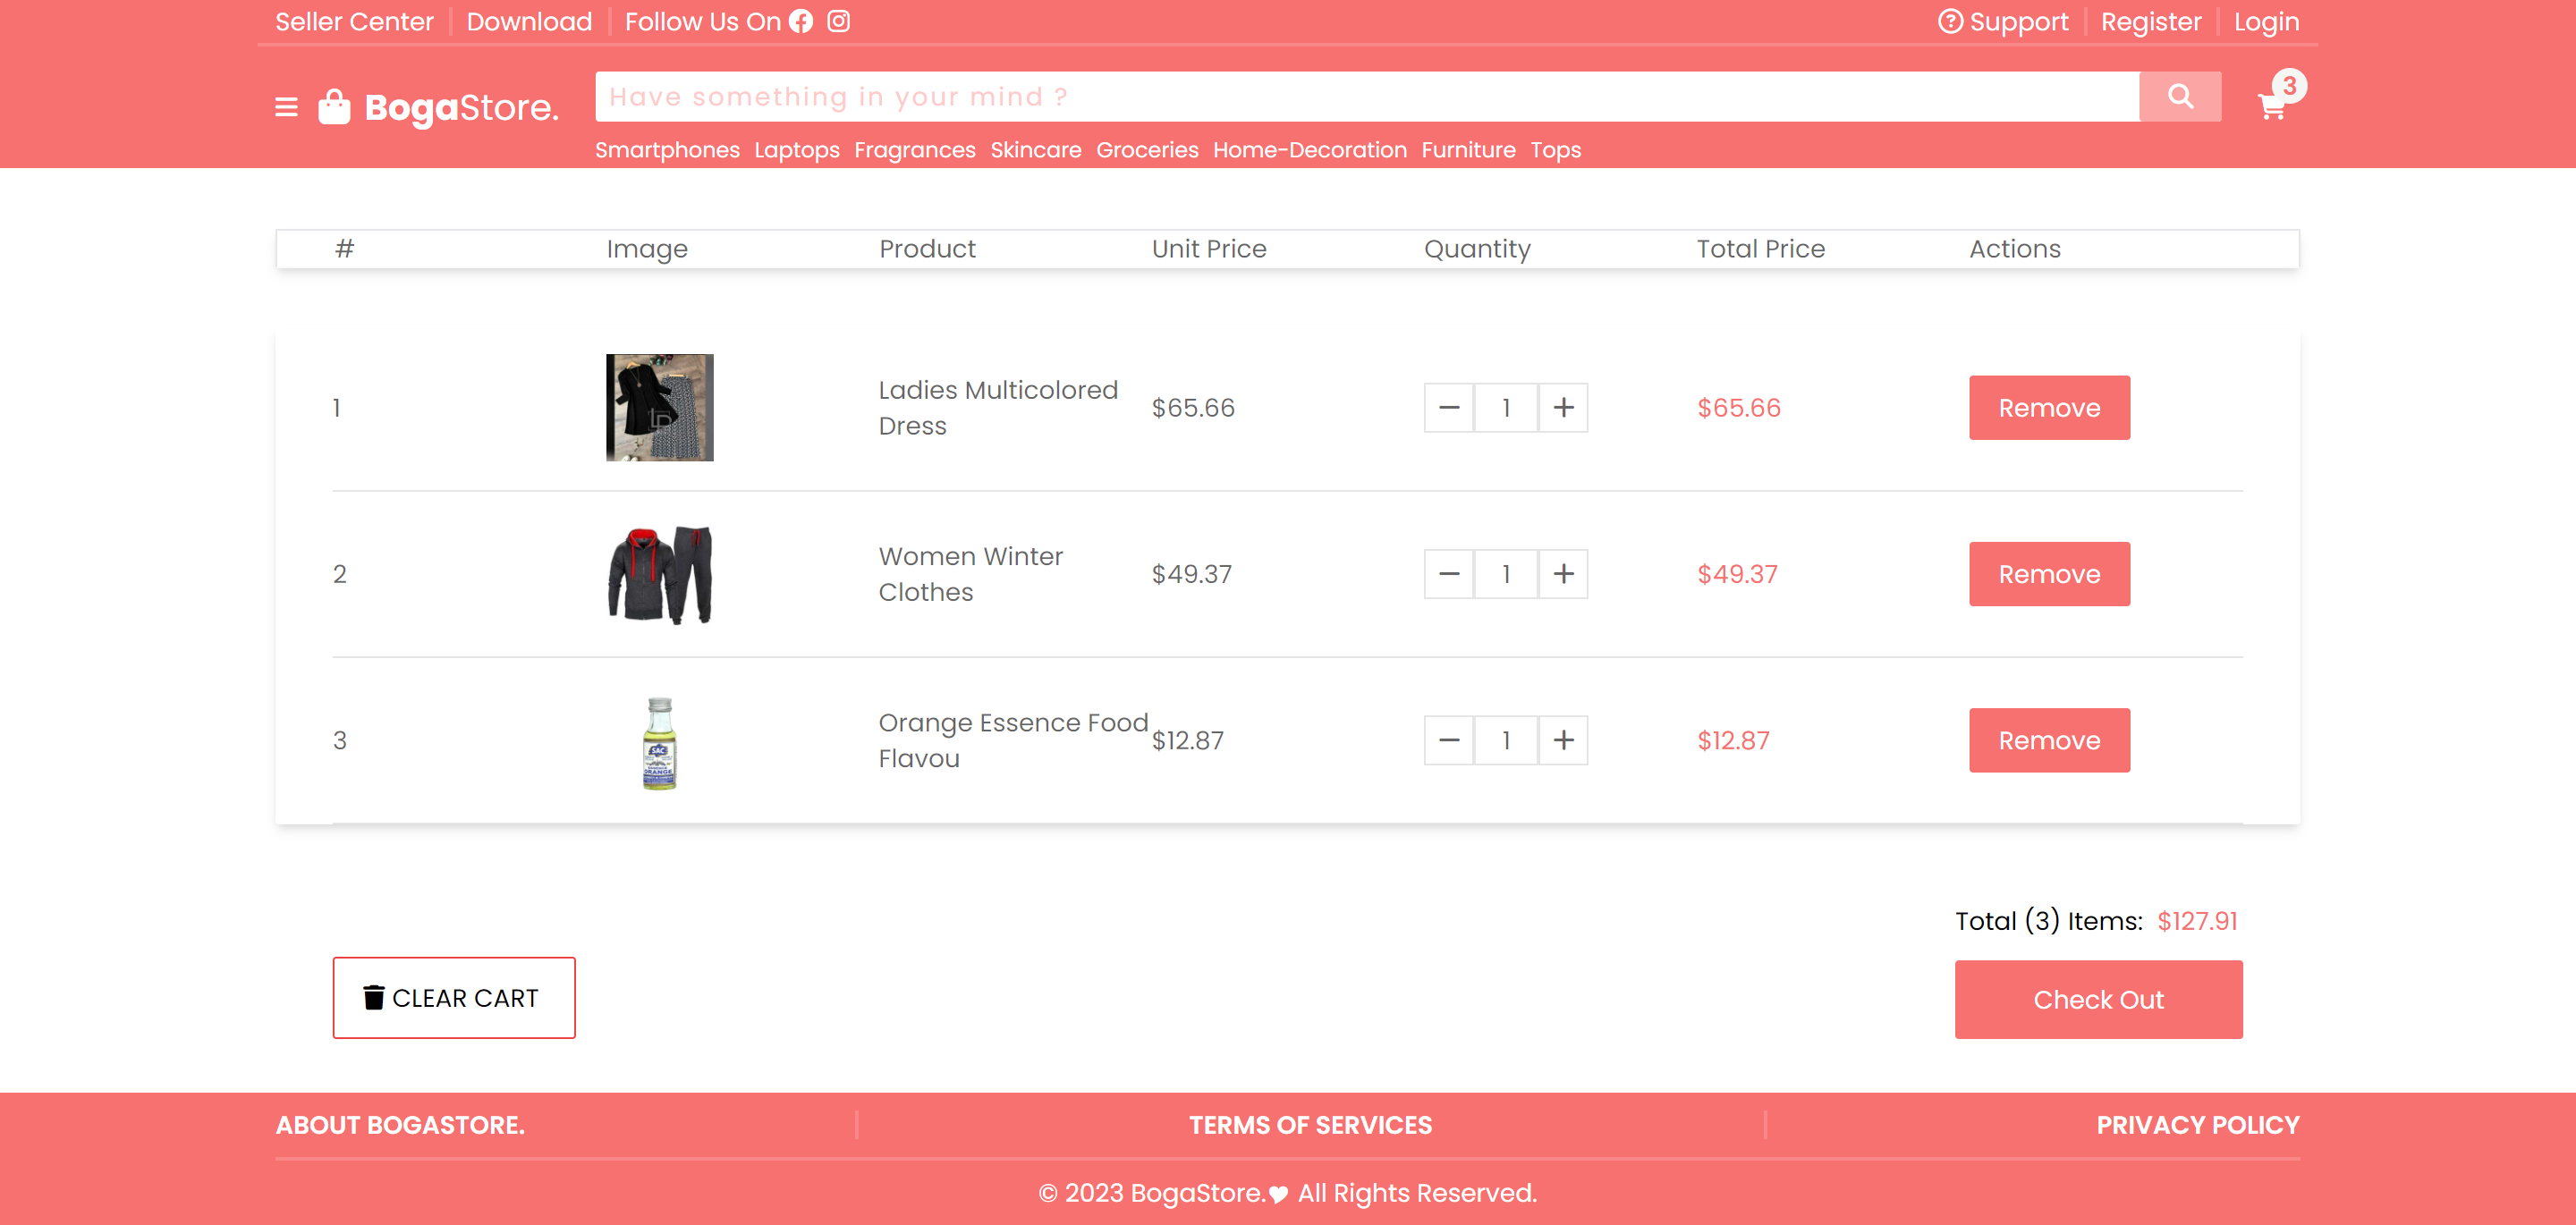 Seller Center Download Follow Us On Support Register Login
BogaStore.
Have something in your mind ?
3
Smartphones Laptops Fragrances Skincare Groceries Home-Decoration Furniture Tops
# Image Product Unit Price Quantity Total Price Actions
1 Ladies Multicolored Dress $65.66 1 $65.66 Remove
2 Women Winter Clothes $49.37 1 $49.37 Remove
3 Orange Essence Food Flavou $12.87 1 $12.87 Remove
SAC
ORANGE
Total (3) Items: $127.91
CLEAR CART
Check Out
ABOUT BOGASTORE. TERMS OF SERVICES PRIVACY POLICY
© 2023 BogaStore. All Rights Reserved.